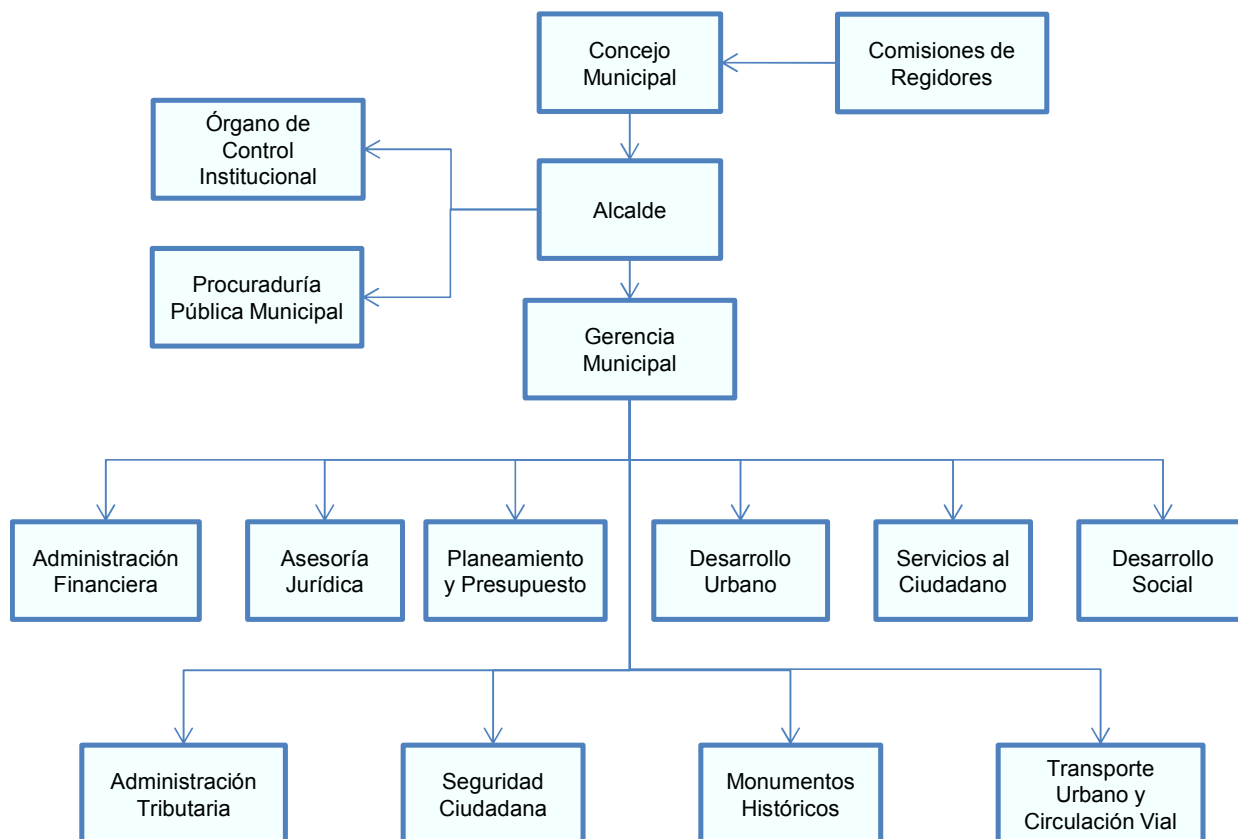 Concejo
Municipal
Comisiones de
Regidores
Órgano de
Control
Institucional
Alcalde
Procuraduría
Pública Municipal
Gerencia
Municipal
Administración
Financiera
Asesoría
Jurídica
Planeamiento
y Presupuesto
Desarrollo
Urbano
Servicios al
Ciudadano
Desarrollo
Social
Administración
Tributaria
Seguridad
Ciudadana
Monumentos
Históricos
Transporte
Urbano y
Circulación Vial